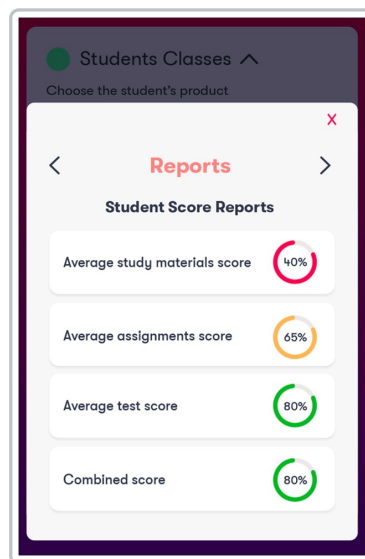 Students Classes
Choose the student's product
X
Reports
Student Score Reports
Average study materials score 40%
Average assignments score 65%
Average test score 80%
Combined score 80%